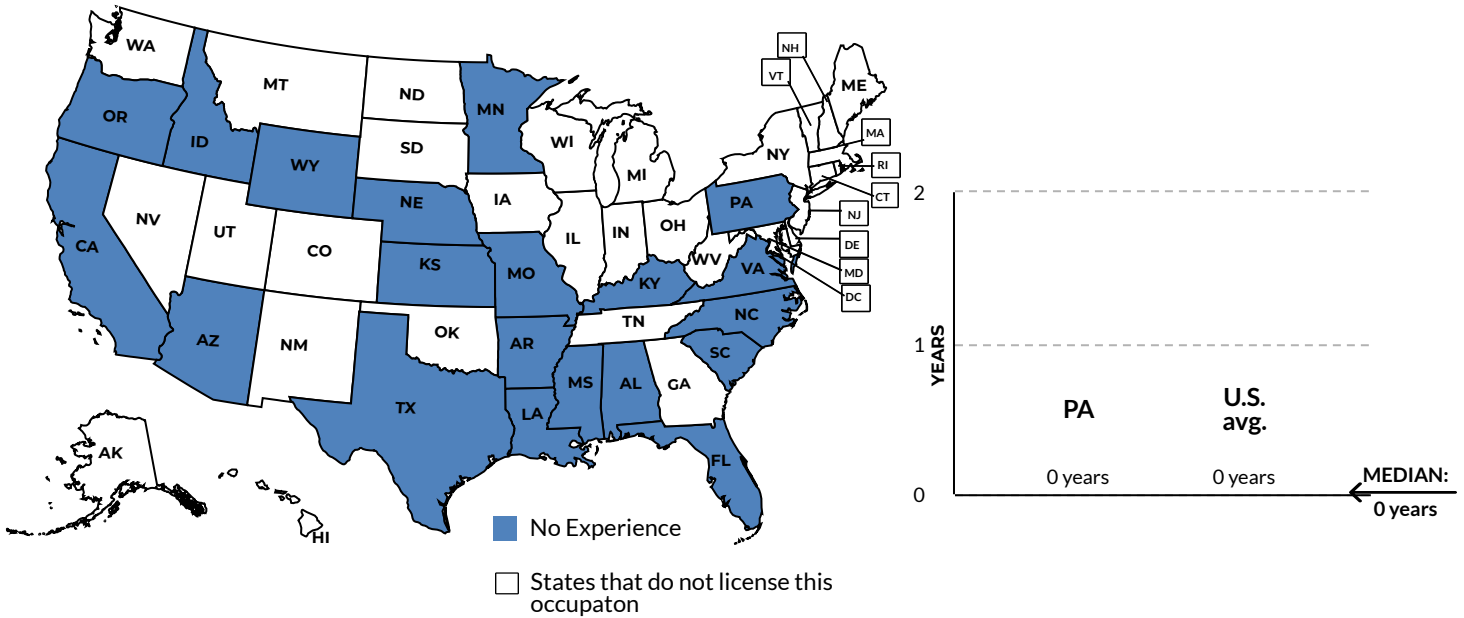 WA
OR
CA
ID
NV
AZ
MT
WY
UT
CO
NM
ND
SD
NE
KS
OK
TX
MN
IA
MO
AR
LA
WI
IL
MI
IN
OH
KY
TN
MS
AL
GA
FL
SC
NC
VA
WV
PA
NY
ME
NH
VT
MA
RI
CT
NJ
DE
MD
DC
AK
HI
No Experience
States that do not license this
occupaton
YEARS
2
1
0
PA
0 years
U.S.
avg.
0 years
MEDIAN:
0 years